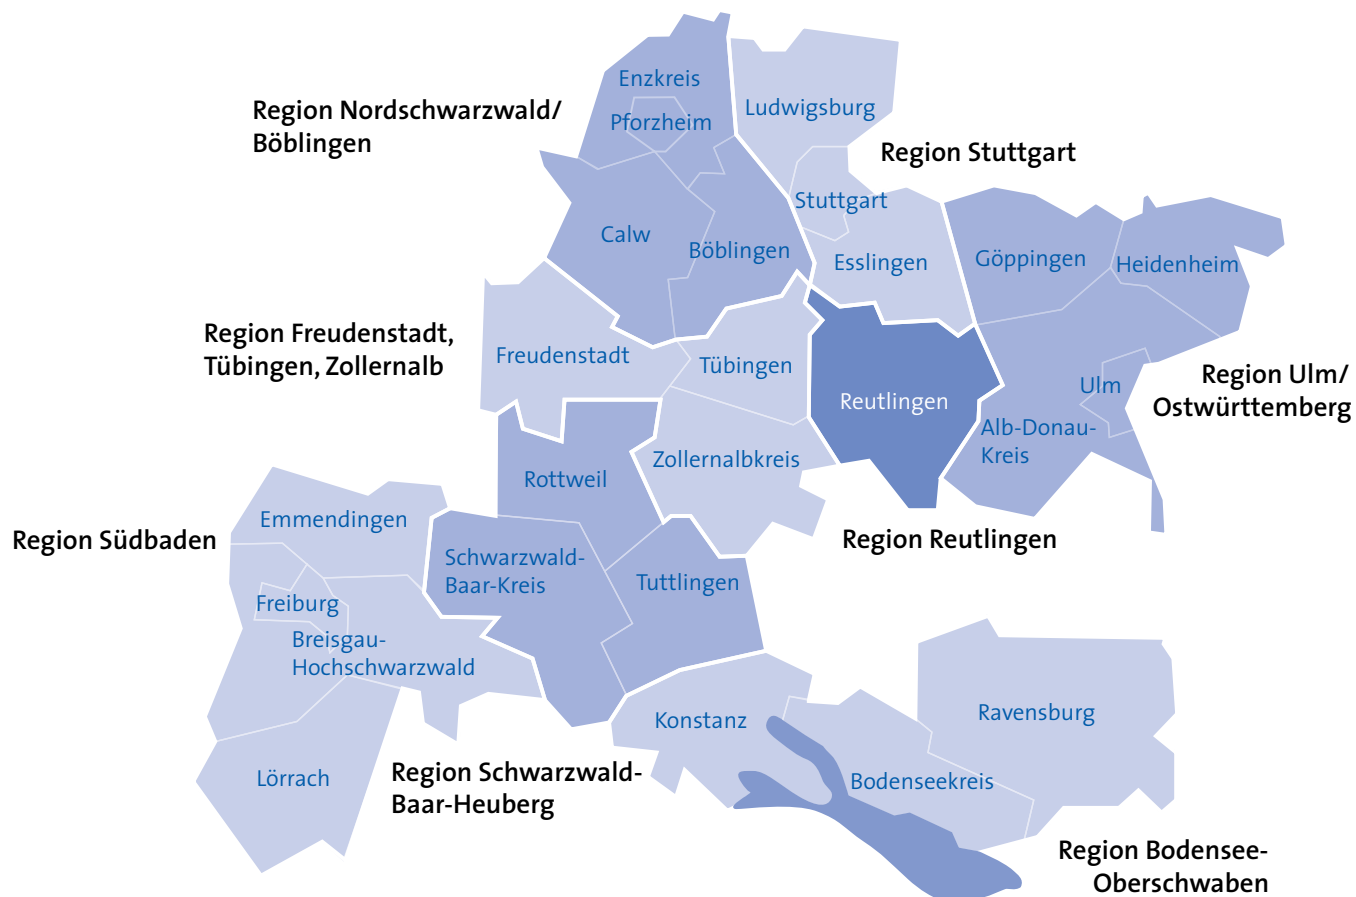 Enzkreis
Ludwigsburg
Region Nordschwarzwald/
Böblingen
Pforzheim
Region Stuttgart
Stuttgart
Calw
Böblingen
Esslingen
Göppingen
Heidenheim
Region Freudenstadt,
Tübingen, Zollernalb
Freudenstadt
Tübingen
Reutlingen
Ulm
Region Ulm/
Ostwürttemberg
Alb-Donau-
Kreis
Rottweil
Zollernalbkreis
Region Südbaden
Emmendingen
Region Reutlingen
Schwarzwald-
Baar-Kreis
Tuttlingen
Freiburg
Breisgau-
Hochschwarzwald
Konstanz
Ravensburg
Lörrach
Region Schwarzwald-
Baar-Heuberg
Bodenseekreis
Region Bodensee-
Oberschwaben